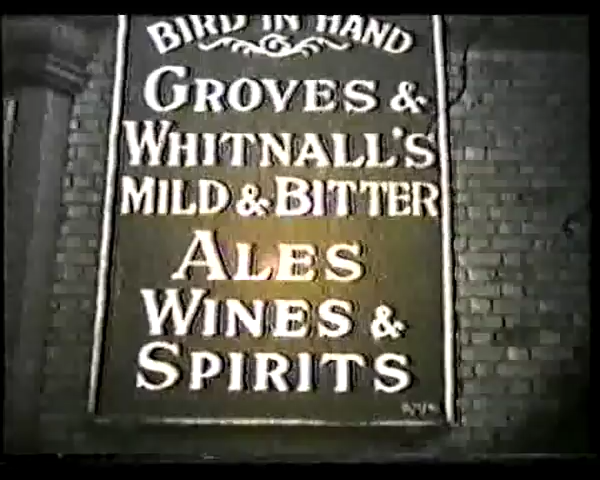 BIRD IN HAND
GROVES &
WHITNALL'S
MILD & BITTER
ALES
WINES &
SPIRITS